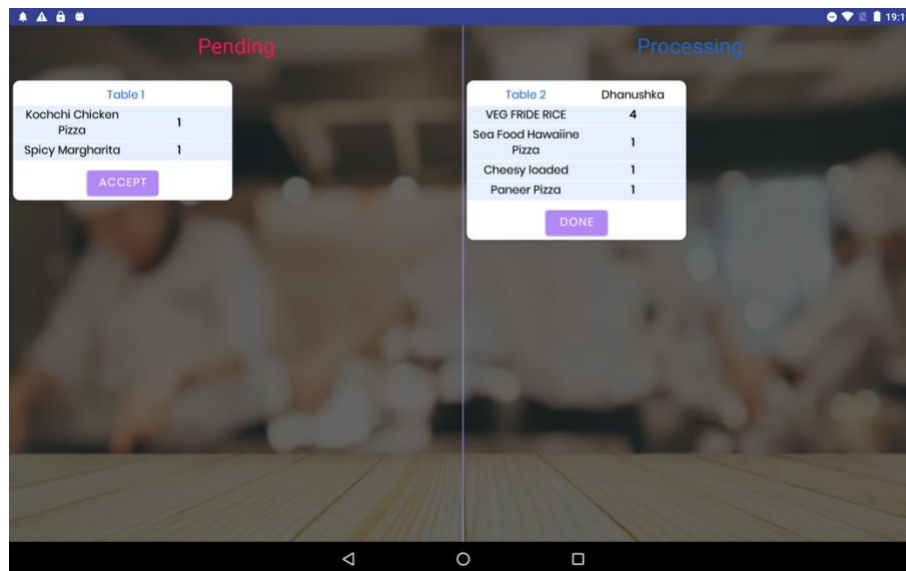 19:1
Pending
Processing
Table 1
Kochchi Chicken
Pizza
1
Spicy Margharita 1
ACCEPT
Table 2 Dhanushka
VEG FRIDE RICE 4
Sea Food Hawaiine
Pizza
1
Cheesy loaded 1
Paneer Pizza 1
DONE